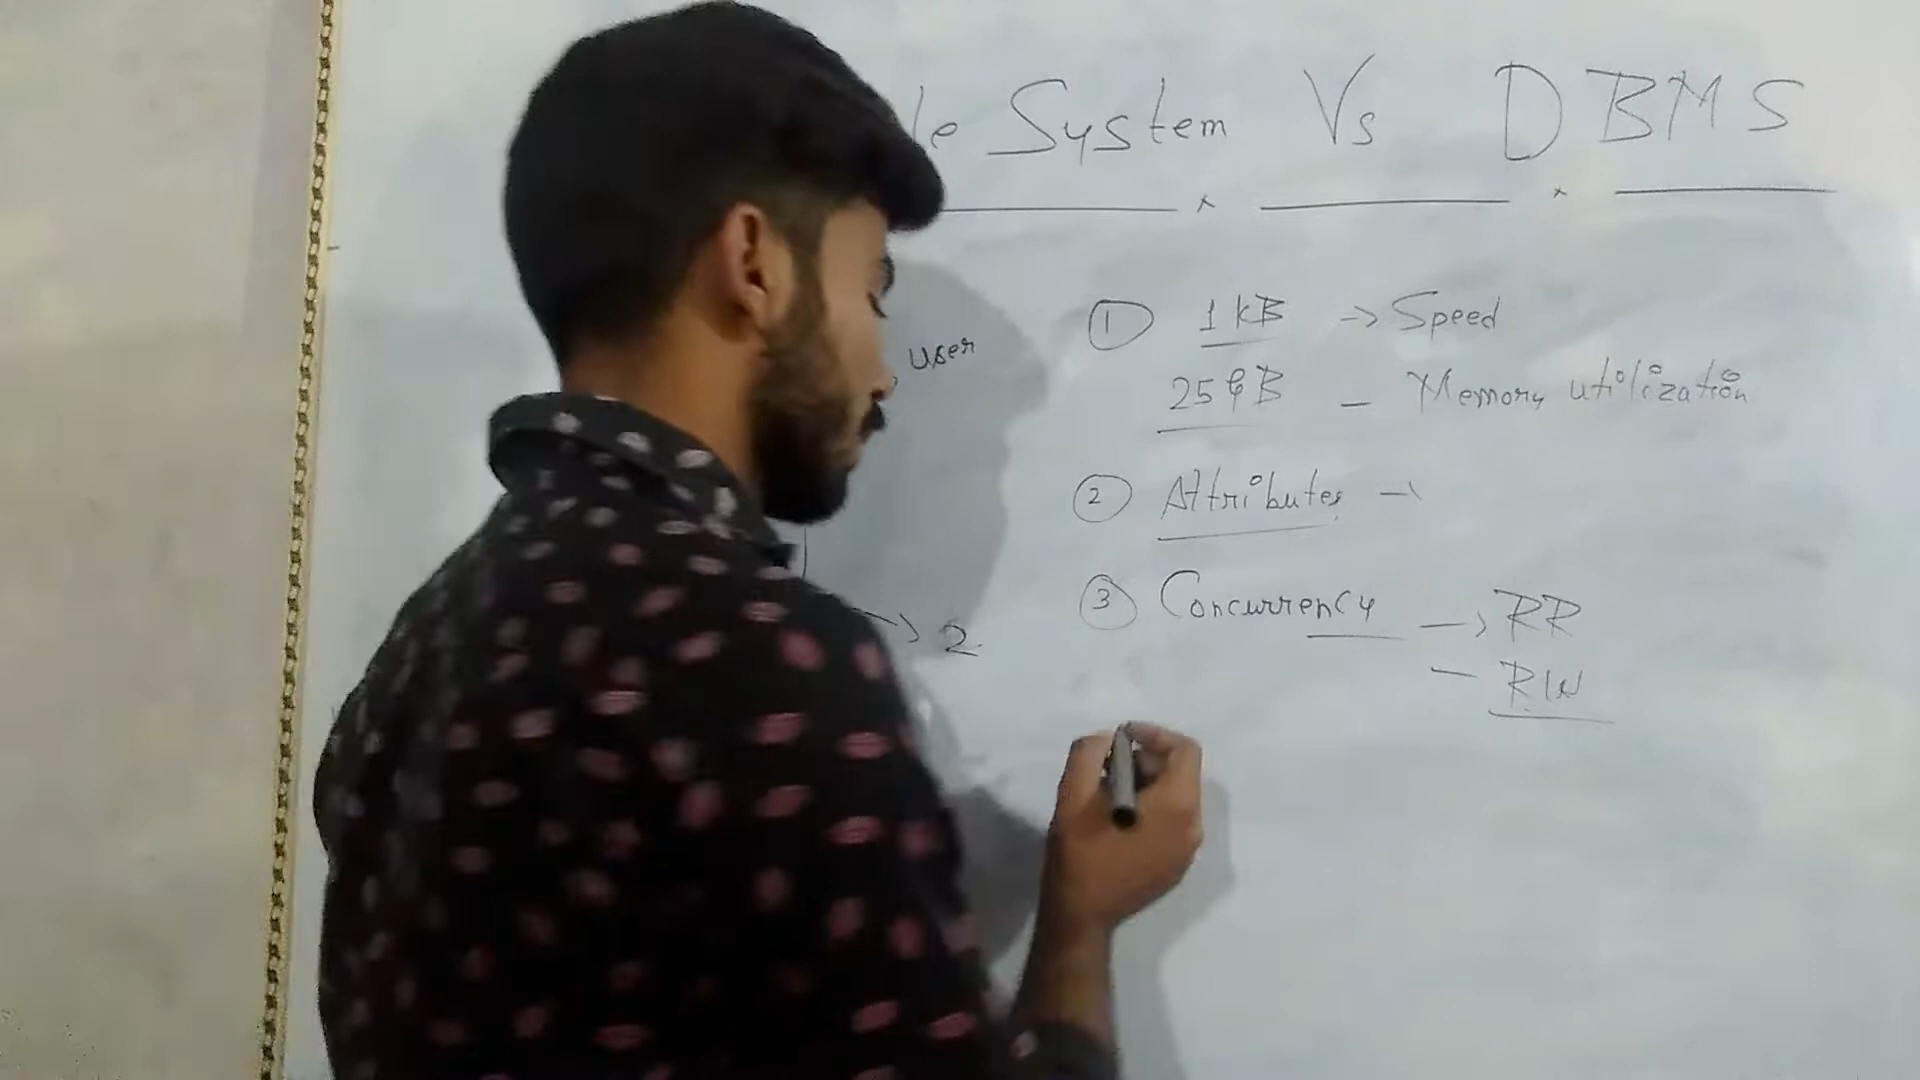 le System Vs DBMS
user
① 1 kB → Speed
25 GB - Memory utilization
② Attributes →
③ Concurrency → RR
- RW
→ 2